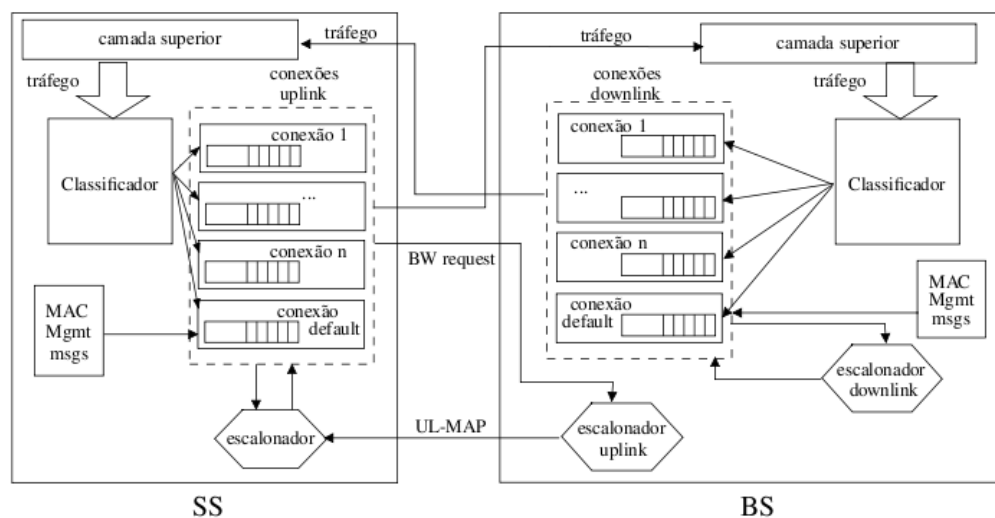 camada superior
tráfego
tráfego
conexões
uplink
Classificador
conexão 1
...
conexão n
conexão
default
MAC
Mgmt
msgs
escalonador
SS
BW request
UL-MAP
tráfego
camada superior
tráfego
conexões
downlink
conexão 1
...
conexão n
conexão
default
Classificador
MAC
Mgmt
msgs
escalonador
downlink
escalonador
uplink
BS